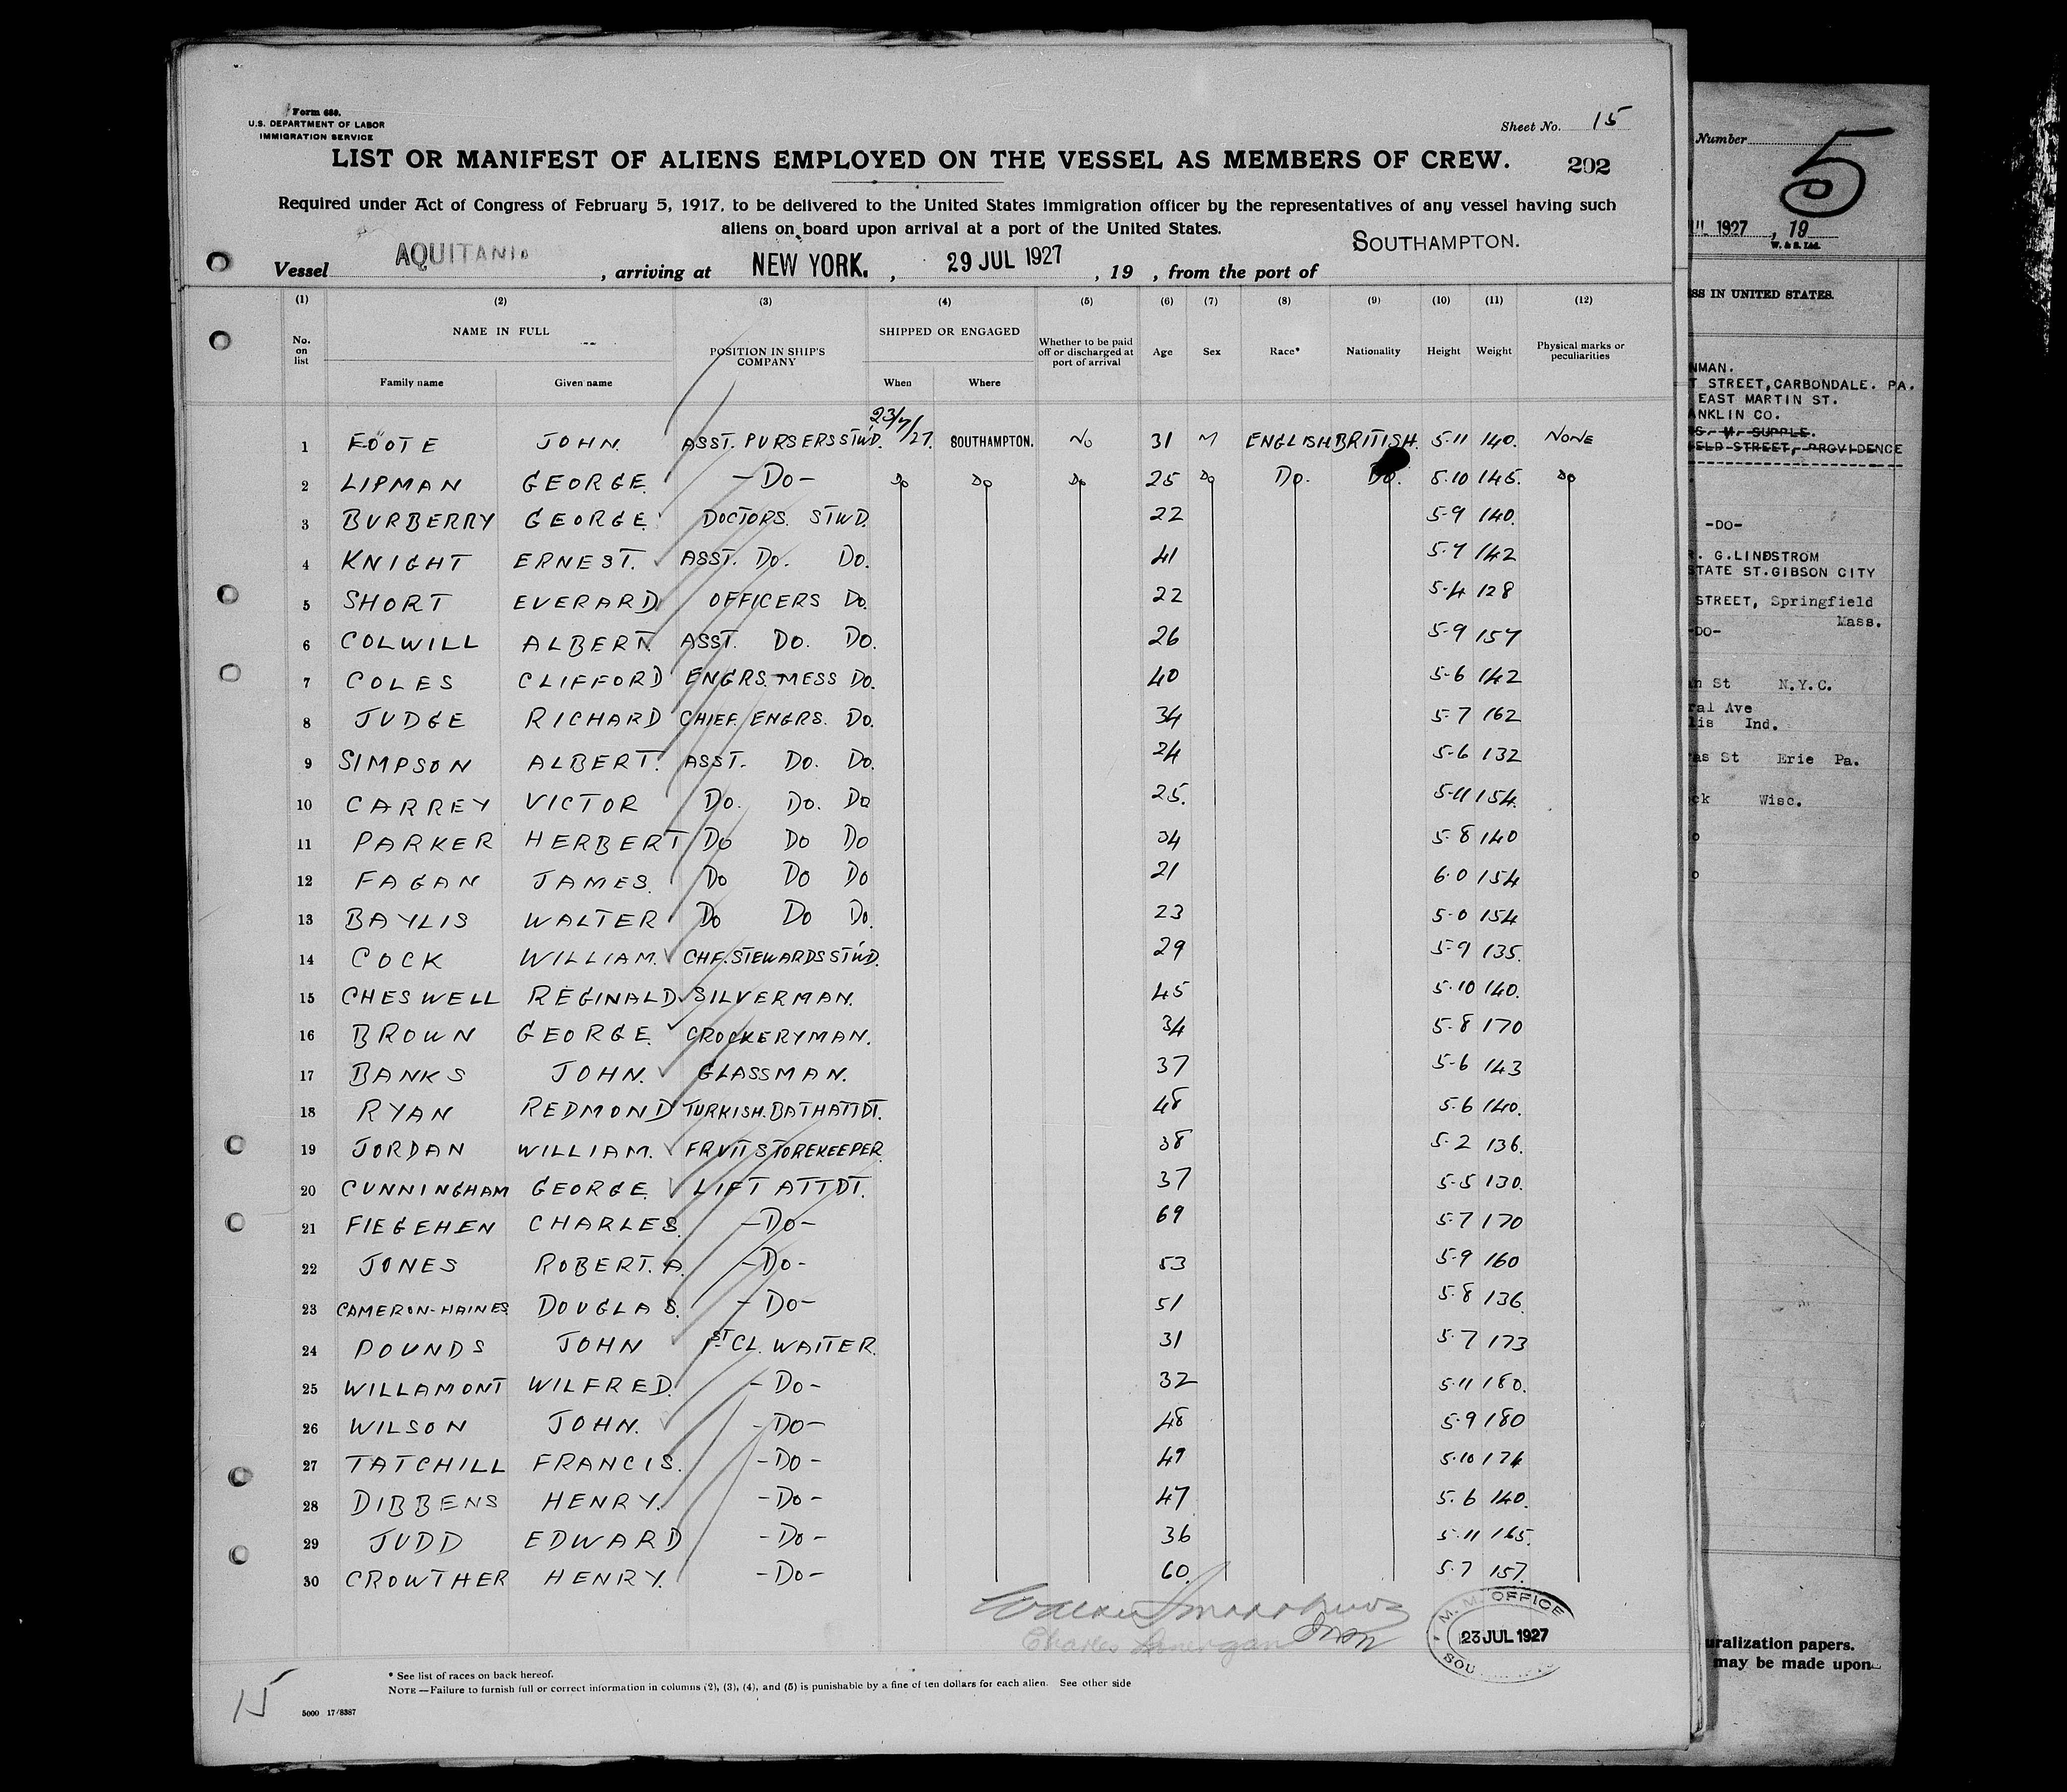 Form 680.
U.S. DEPARTMENT OF LABOR
IMMIGRATION SERVICE
Sheet No. 15
LIST OR MANIFEST OF ALIENS EMPLOYED ON THE VESSEL AS MEMBERS OF CREW.
202
Required under Act of Congress of February 5, 1917, to be delivered to the United States immigration officer by the representatives of any vessel having such
aliens on board upon arrival at a port of the United States.
Vessel AQUITANIA, arriving at NEW YORK., 29 JUL 1927, 19 , from the port of SOUTHAMPTON.
(1) (2) (3) (4) (5) (6) (7) (8) (9) (10) (11) (12)
No. on list NAME IN FULL Family name Given name POSITION IN SHIP'S COMPANY SHIPPED OR ENGAGED When Where Whether to be paid off or discharged at port of arrival Age Sex Race* Nationality Height Weight Physical marks or peculiarities
1 FOOTE JOHN. ASST. PURSERS STWD. 23/7/27. SOUTHAMPTON. No 31 M ENGLISH BRITISH. 5-11 140. NONE
2 LIPMAN GEORGE. -Do- Do Do Do 25 Do Do. Do. 5.10 145. Do
3 BURBERRY GEORGE DOCTORS. STWD. 22 5-9 140.
4 KNIGHT ERNEST. ASST. Do. Do. 41 5-7 142
5 SHORT EVERARD OFFICERS Do. 22 5-4 128
6 COLWILL ALBERT. ASST. Do. Do. 26 5-9 157
7 COLES CLIFFORD ENGRS. MESS Do. 40 5-6 142
8 JUDGE RICHARD CHIEF. ENGRS. Do. 34 5-7 162
9 SIMPSON ALBERT. ASST. Do. Do. 24 5-6 132
10 CARREY VICTOR Do. Do. Do 25. 5-11 154.
11 PARKER HERBERT Do Do Do 34 5-8 140
12 FAGAN JAMES. Do Do Do 21 6.0 154
13 BAYLIS WALTER Do Do Do. 23 5-0 154
14 COCK WILLIAM. CHF. STEWARDS STWD. 29 5-9 135.
15 CHESWELL REGINALD SILVERMAN. 45 5.10 140.
16 BROWN GEORGE. CROCKERYMAN. 34 5.8 170
17 BANKS JOHN. GLASSMAN. 37 5-6 143
18 RYAN REDMOND TURKISH. BATH ATTDT. 48 5.6 140.
19 JORDAN WILLIAM. FRUIT STOREKEEPER. 38 5-2 136.
20 CUNNINGHAM GEORGE. LIFT ATTDT. 37 5-5 130.
21 FIEGEHEN CHARLES. -Do- 69 5-7 170
22 JONES ROBERT. A. -Do- 53 5-9 160
23 CAMERON-HAINES DOUGLAS. -Do- 51 5.8 136.
24 POUNDS JOHN 1ST CL. WAITER. 31 5.7 173
25 WILLAMONT WILFRED. -Do- 32 5.11 180.
26 WILSON JOHN. -Do- 48 5.9 180
27 TATCHILL FRANCIS. -Do- 49 5.10 174
28 DIBBENS HENRY. -Do- 47 5.6 140.
29 JUDD EDWARD -Do- 36 5.11 165.
30 CROWTHER HENRY. -Do- 60. 5.7 157.
Charles Lonergan
M. M. OFFICE
23 JUL 1927
* See list of races on back hereof.
NOTE —Failure to furnish full or correct information in columns (2), (3), (4), and (5) is punishable by a fine of ten dollars for each alien. See other side
15
5000 17/8387
Number
5
1927, 19
W. & S. Ltd.
IN UNITED STATES.
STREET, CARBONDALE. PA.
EAST MARTIN ST.
CO.
M. SUPPLE.
STREET, PROVIDENCE
-DO-
G. LINDSTROM
STATE ST. GIBSON CITY
STREET, Springfield
Mass.
-DO-
St N.Y.C.
Ave
Ind.
St Erie Pa.
Wisc.
naturalization papers.
may be made upon